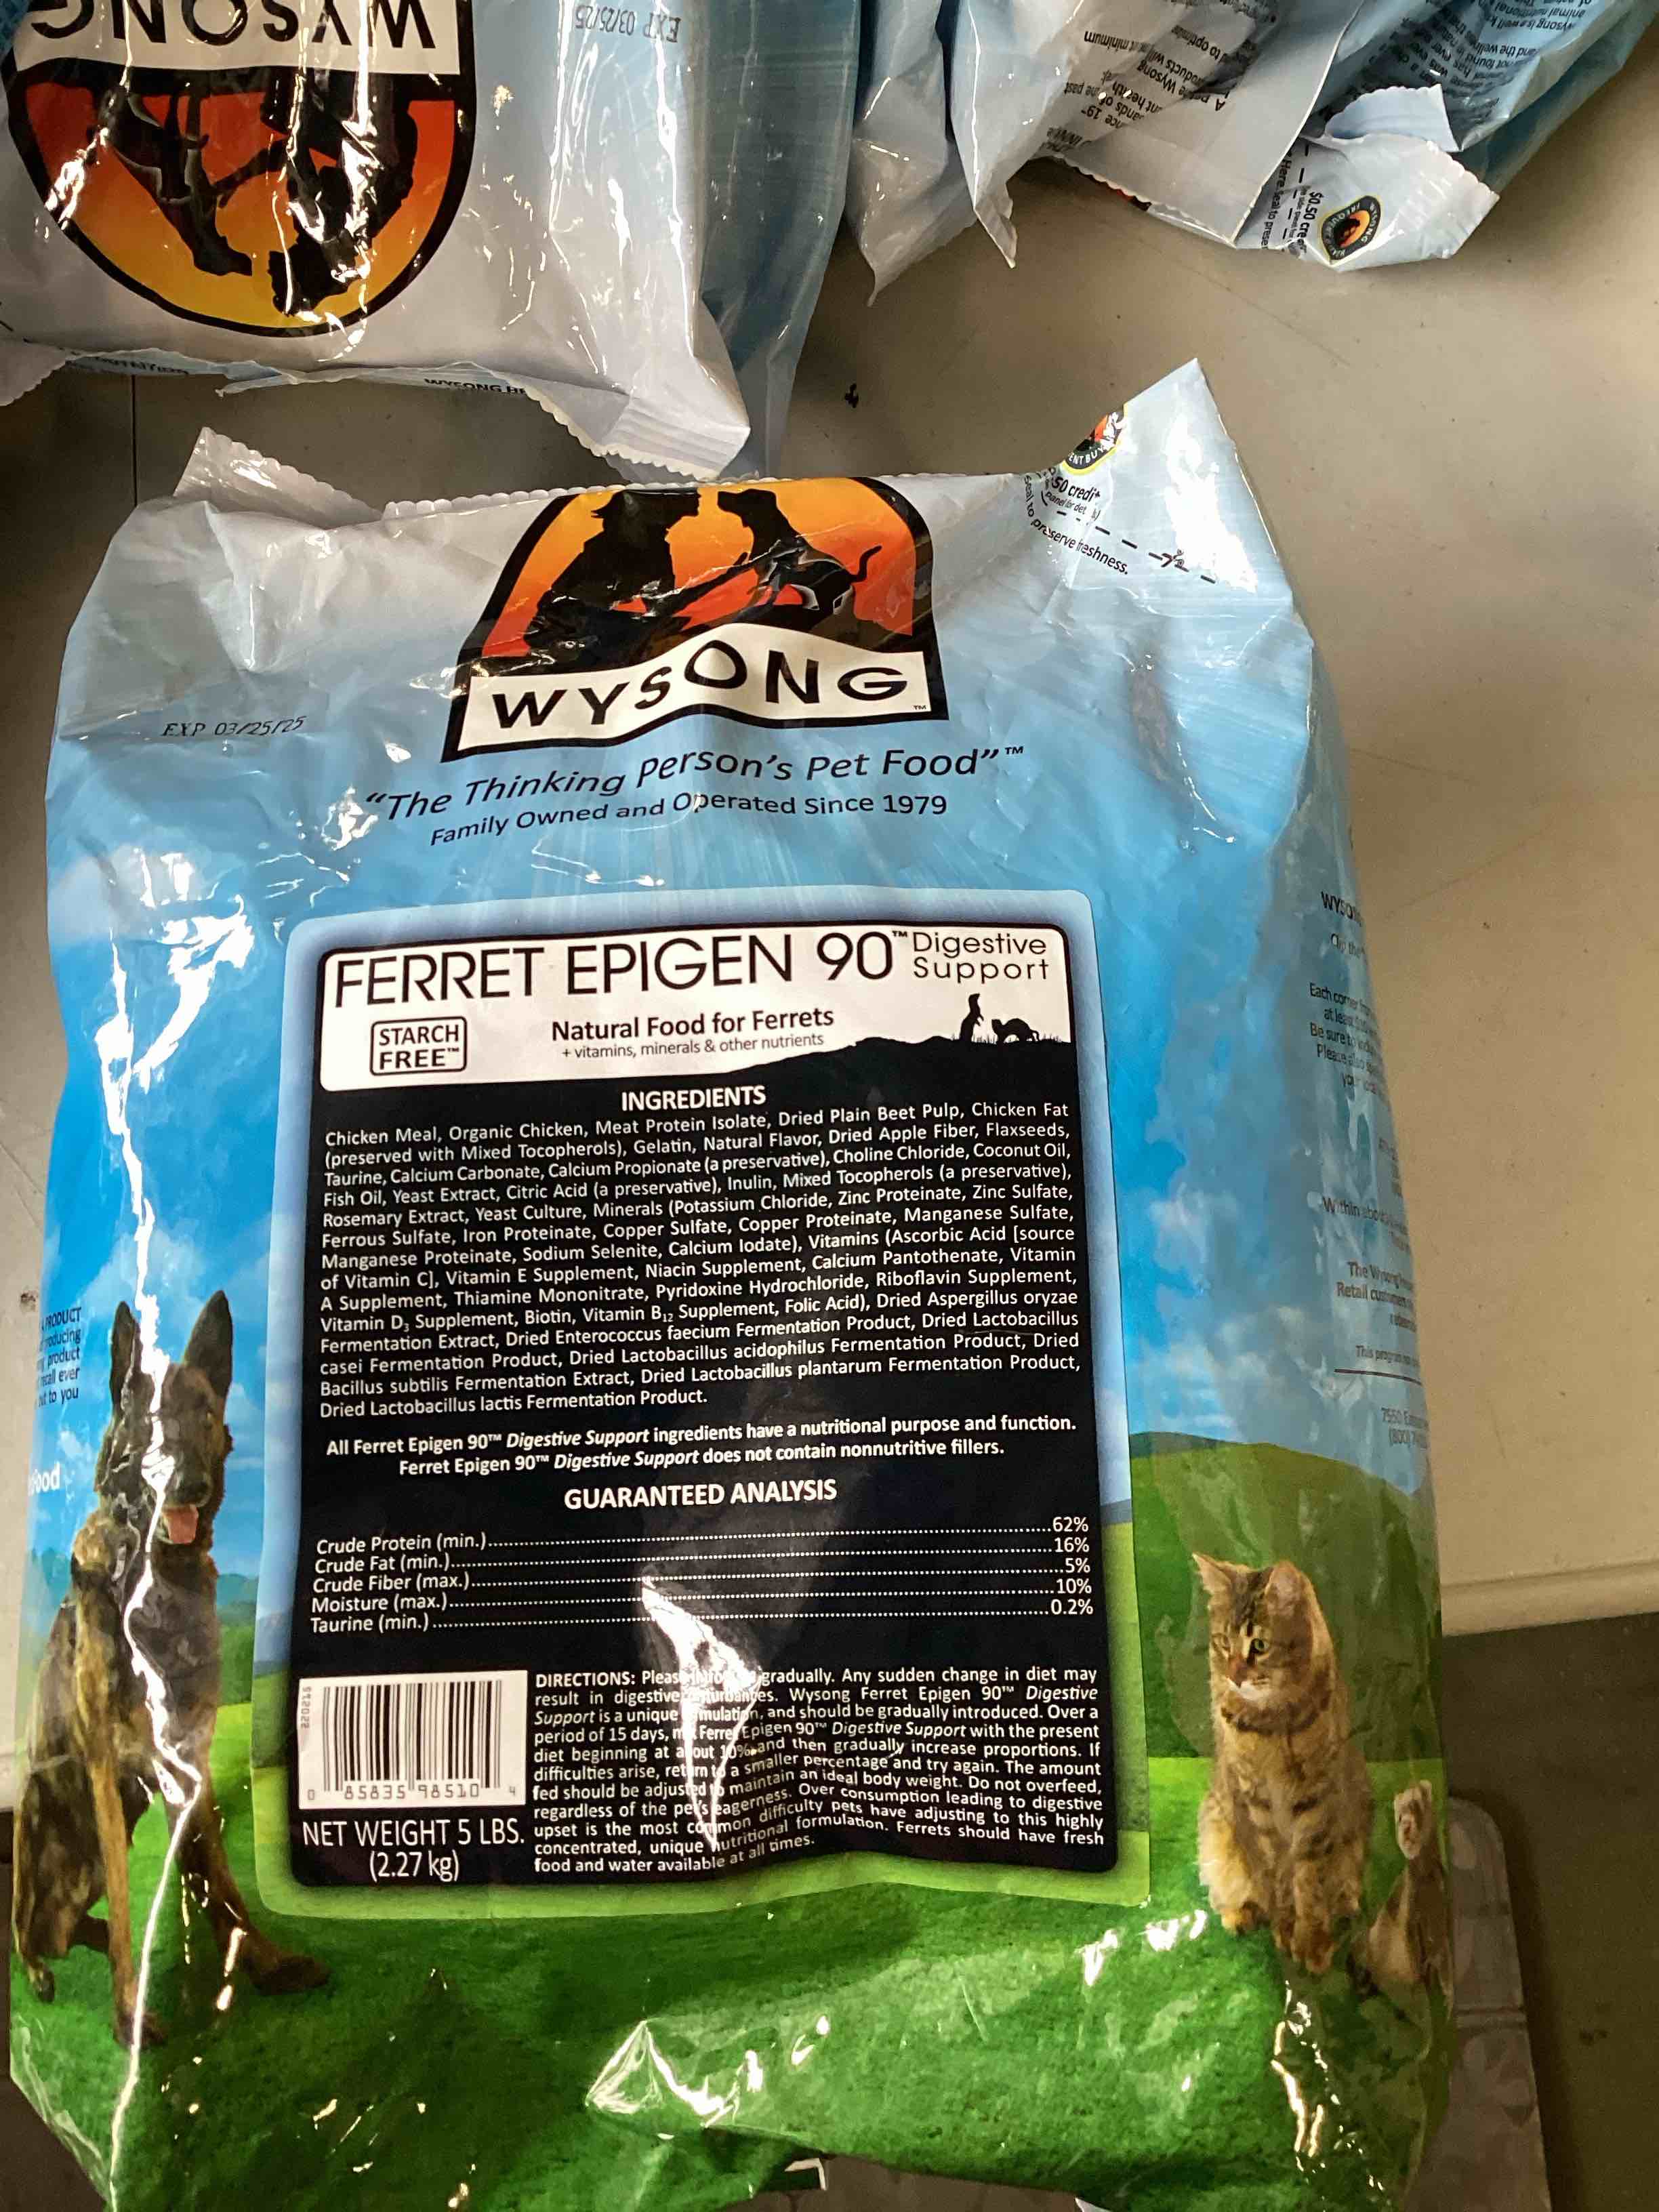 WYSONG
EXP 03/25/25
WYSONG
EXP 03/25/25
WYSONG™
"The Thinking Person's Pet Food"™
Family Owned and Operated Since 1979
preserve freshness.
FERRET EPIGEN 90™ Digestive Support
STARCH FREE™
Natural Food for Ferrets
+ vitamins, minerals & other nutrients
INGREDIENTS
Chicken Meal, Organic Chicken, Meat Protein Isolate, Dried Plain Beet Pulp, Chicken Fat
(preserved with Mixed Tocopherols), Gelatin, Natural Flavor, Dried Apple Fiber, Flaxseeds,
Taurine, Calcium Carbonate, Calcium Propionate (a preservative), Choline Chloride, Coconut Oil,
Fish Oil, Yeast Extract, Citric Acid (a preservative), Inulin, Mixed Tocopherols (a preservative),
Rosemary Extract, Yeast Culture, Minerals (Potassium Chloride, Zinc Proteinate, Zinc Sulfate,
Ferrous Sulfate, Iron Proteinate, Copper Sulfate, Copper Proteinate, Manganese Sulfate,
Manganese Proteinate, Sodium Selenite, Calcium Iodate), Vitamins (Ascorbic Acid [source
of Vitamin C], Vitamin E Supplement, Niacin Supplement, Calcium Pantothenate, Vitamin
A Supplement, Thiamine Mononitrate, Pyridoxine Hydrochloride, Riboflavin Supplement,
Vitamin D₃ Supplement, Biotin, Vitamin B₁₂ Supplement, Folic Acid), Dried Aspergillus oryzae
Fermentation Extract, Dried Enterococcus faecium Fermentation Product, Dried Lactobacillus
casei Fermentation Product, Dried Lactobacillus acidophilus Fermentation Product, Dried
Bacillus subtilis Fermentation Extract, Dried Lactobacillus plantarum Fermentation Product,
Dried Lactobacillus lactis Fermentation Product.
All Ferret Epigen 90™ Digestive Support ingredients have a nutritional purpose and function.
Ferret Epigen 90™ Digestive Support does not contain nonnutritive fillers.
GUARANTEED ANALYSIS
Crude Protein (min.)....62%
Crude Fat (min.)....16%
Crude Fiber (max.)....5%
Moisture (max.)....10%
Taurine (min.)....0.2%
220215
0 85835 98510 4
NET WEIGHT 5 LBS.
(2.27 kg)
DIRECTIONS: gradually. Any sudden change in diet may
result in digestive Wysong Ferret Epigen 90™ Digestive
Support is a unique and should be gradually introduced. Over a
period of 15 days, Ferret Epigen 90™ Digestive Support with the present
diet beginning at about 10% and then gradually increase proportions. If
difficulties arise, return to a smaller percentage and try again. The amount
fed should be adjusted to maintain an ideal body weight. Do not overfeed,
regardless of the pet's eagerness. Over consumption leading to digestive
upset is the most common difficulty pets have adjusting to this highly
concentrated, unique nutritional formulation. Ferrets should have fresh
food and water available at all times.